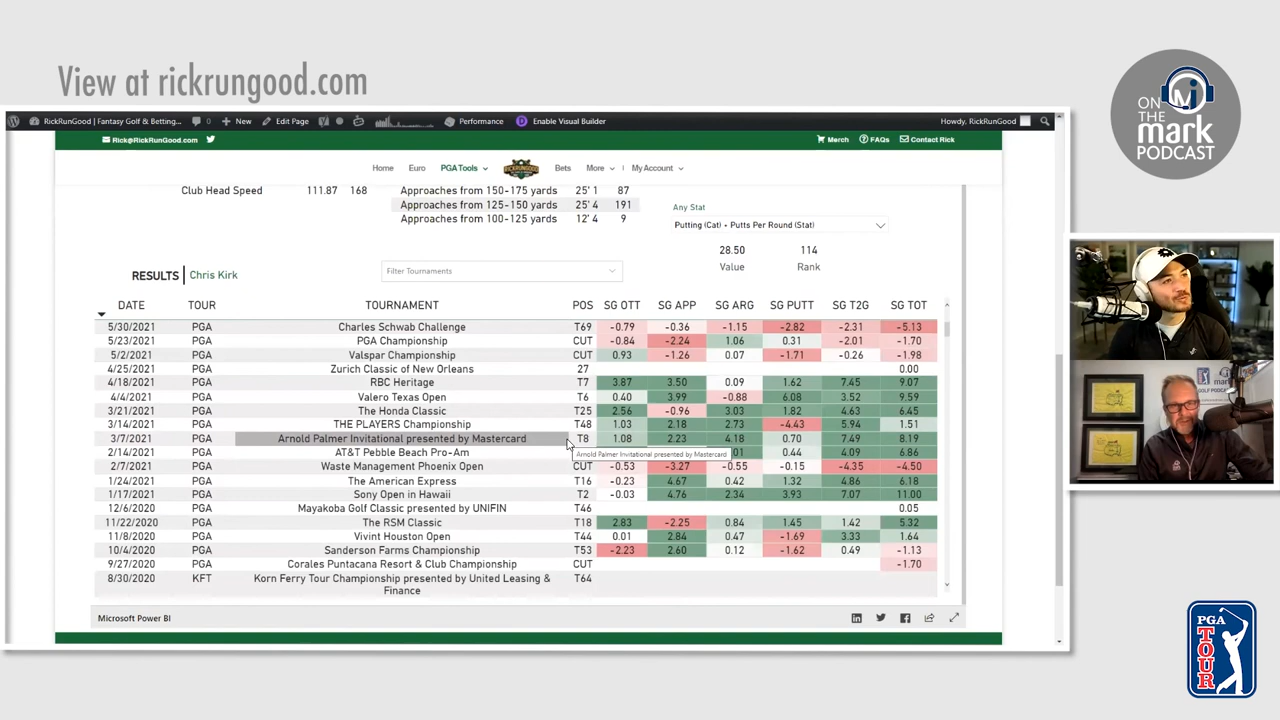 View at rickrungood.com
ON
THE
mark
PODCAST
RickRunGood | Fantasy Golf & Betting... 0 New Edit Page Performance Enable Visual Builder Howdy, RickRunGood
Rick@RickRunGood.com Merch FAQs Contact Rick
Home Euro PGA Tools RICKRUNGOOD Bets More My Account
Club Head Speed 111.87 168 Approaches from 150-175 yards 25' 1 87
Approaches from 125-150 yards 25' 4 191
Approaches from 100-125 yards 12' 4 9
Any Stat
Putting (Cat) + Putts Per Round (Stat)
28.50 114
Value Rank
RESULTS | Chris Kirk Filter Tournaments
DATE TOUR TOURNAMENT POS SG OTT SG APP SG ARG SG PUTT SG T2G SG TOT
5/30/2021 PGA Charles Schwab Challenge T69 -0.79 -0.36 -1.15 -2.82 -2.31 -5.13
5/23/2021 PGA PGA Championship CUT -0.84 -2.24 1.06 0.31 -2.01 -1.70
5/2/2021 PGA Valspar Championship CUT 0.93 -1.26 0.07 -1.71 -0.26 -1.98
4/25/2021 PGA Zurich Classic of New Orleans 27 0.00
4/18/2021 PGA RBC Heritage T7 3.87 3.50 0.09 1.62 7.45 9.07
4/4/2021 PGA Valero Texas Open T6 0.40 3.99 -0.88 6.08 3.52 9.59
3/21/2021 PGA The Honda Classic T25 2.56 -0.96 3.03 1.82 4.63 6.45
3/14/2021 PGA THE PLAYERS Championship T48 1.03 2.18 2.73 -4.43 5.94 1.51
3/7/2021 PGA Arnold Palmer Invitational presented by Mastercard T8 1.08 2.23 4.18 0.70 7.49 8.19
2/14/2021 PGA AT&T Pebble Beach Pro-Am 0.44 4.09 6.86
Arnold Palmer Invitational presented by Mastercard
2/7/2021 PGA Waste Management Phoenix Open CUT -0.53 -3.27 -0.55 -0.15 -4.35 -4.50
1/24/2021 PGA The American Express T16 -0.23 4.67 0.42 1.32 4.86 6.18
1/17/2021 PGA Sony Open in Hawaii T2 -0.03 4.76 2.34 3.93 7.07 11.00
12/6/2020 PGA Mayakoba Golf Classic presented by UNIFIN T46 0.05
11/22/2020 PGA The RSM Classic T18 2.83 -2.25 0.84 1.45 1.42 5.32
11/8/2020 PGA Vivint Houston Open T44 0.01 2.84 0.47 -1.69 3.33 1.64
10/4/2020 PGA Sanderson Farms Championship T53 -2.23 2.60 0.12 -1.62 0.49 -1.13
9/27/2020 PGA Corales Puntacana Resort & Club Championship CUT -1.70
8/30/2020 KFT Korn Ferry Tour Championship presented by United Leasing & T64
Finance
Microsoft Power BI
PGA
TOUR